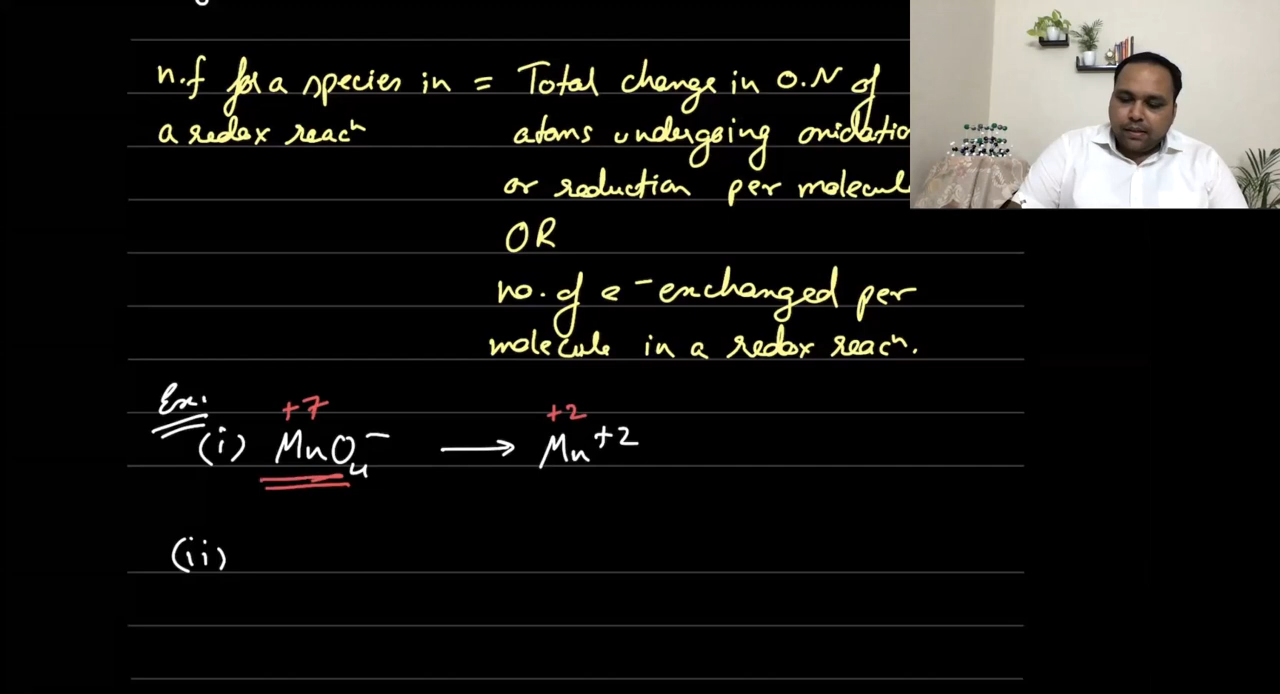 n.f for a species in = Total change in O.N of
a redox reacⁿ atoms undergoing oxidatio
or reduction per molecul
OR
no. of e⁻ exchanged per
molecule in a redox reacⁿ.
Ex.
+7 +2
(i) MnO₄⁻ ⟶ Mn⁺²
(ii)